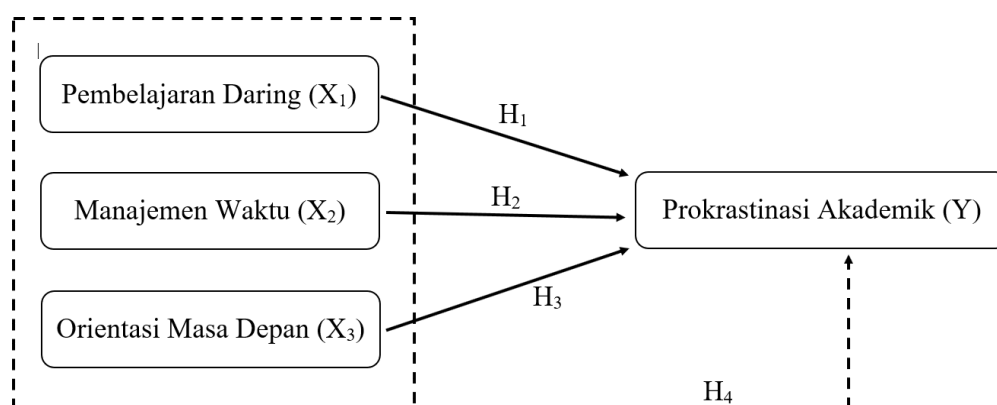 Pembelajaran Daring (X₁)
H₁
Manajemen Waktu (X₂)
H₂
Prokrastinasi Akademik (Y)
Orientasi Masa Depan (X₃)
H₃
H₄